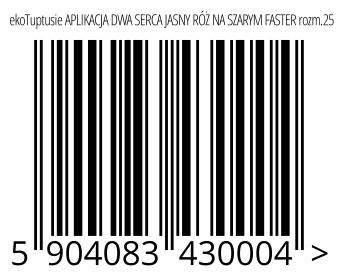 ekoTuptusie APLIKACJA DWA SERCA JASNY RÓŻ NA SZARYM FASTER rozm.25
5 904083 430004 >